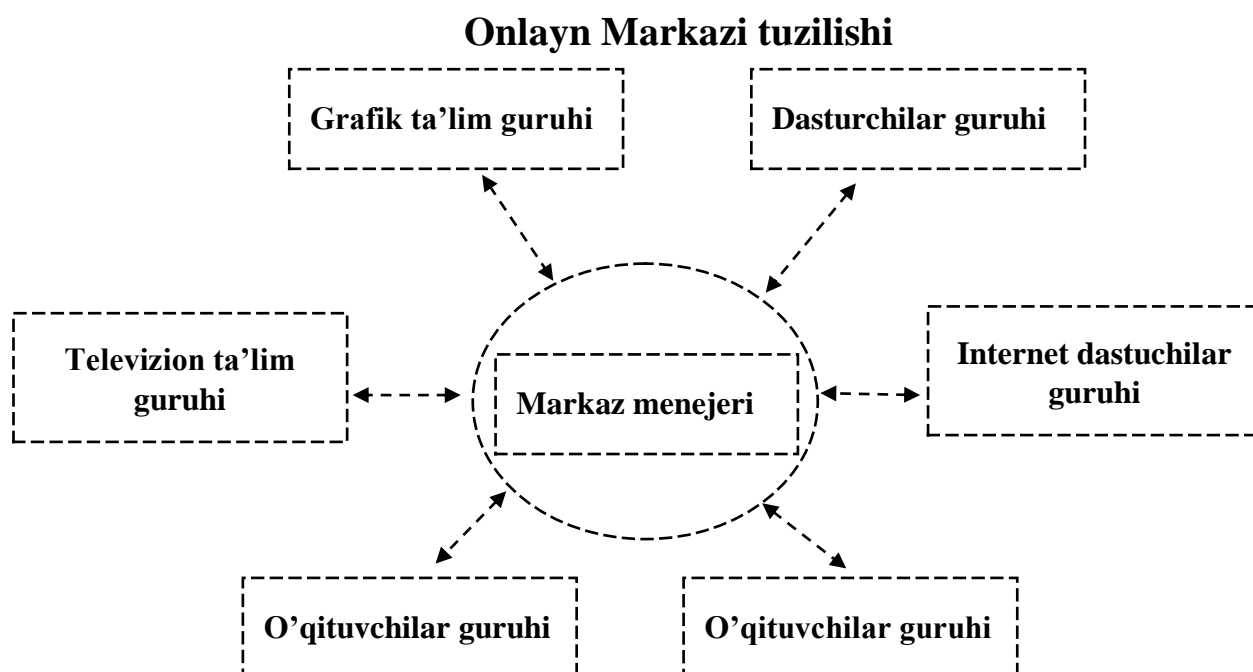 Onlayn Markazi tuzilishi
Grafik ta’lim guruhi
Dasturchilar guruhi
Televizion ta’lim
guruhi
Markaz menejeri
Internet dastuchilar
guruhi
O’qituvchilar guruhi
O’qituvchilar guruhi